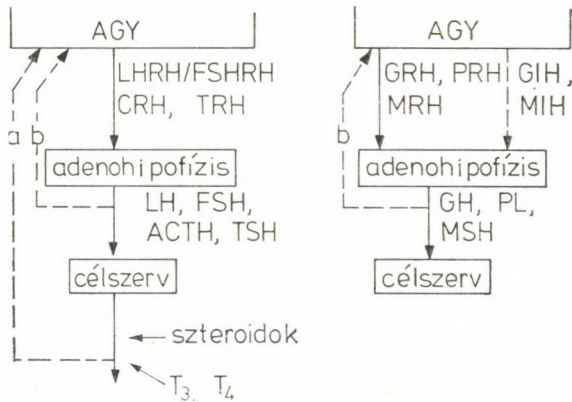 AGY
LHRH/FSHRH
CRH, TRH
a
b
adenohipofízis
LH, FSH,
ACTH, TSH
célszerv
szteroidok
T₃, T₄
AGY
GRH, PRH
MRH
GIH,
MIH
b
adenohipofízis
GH, PL,
MSH
célszerv